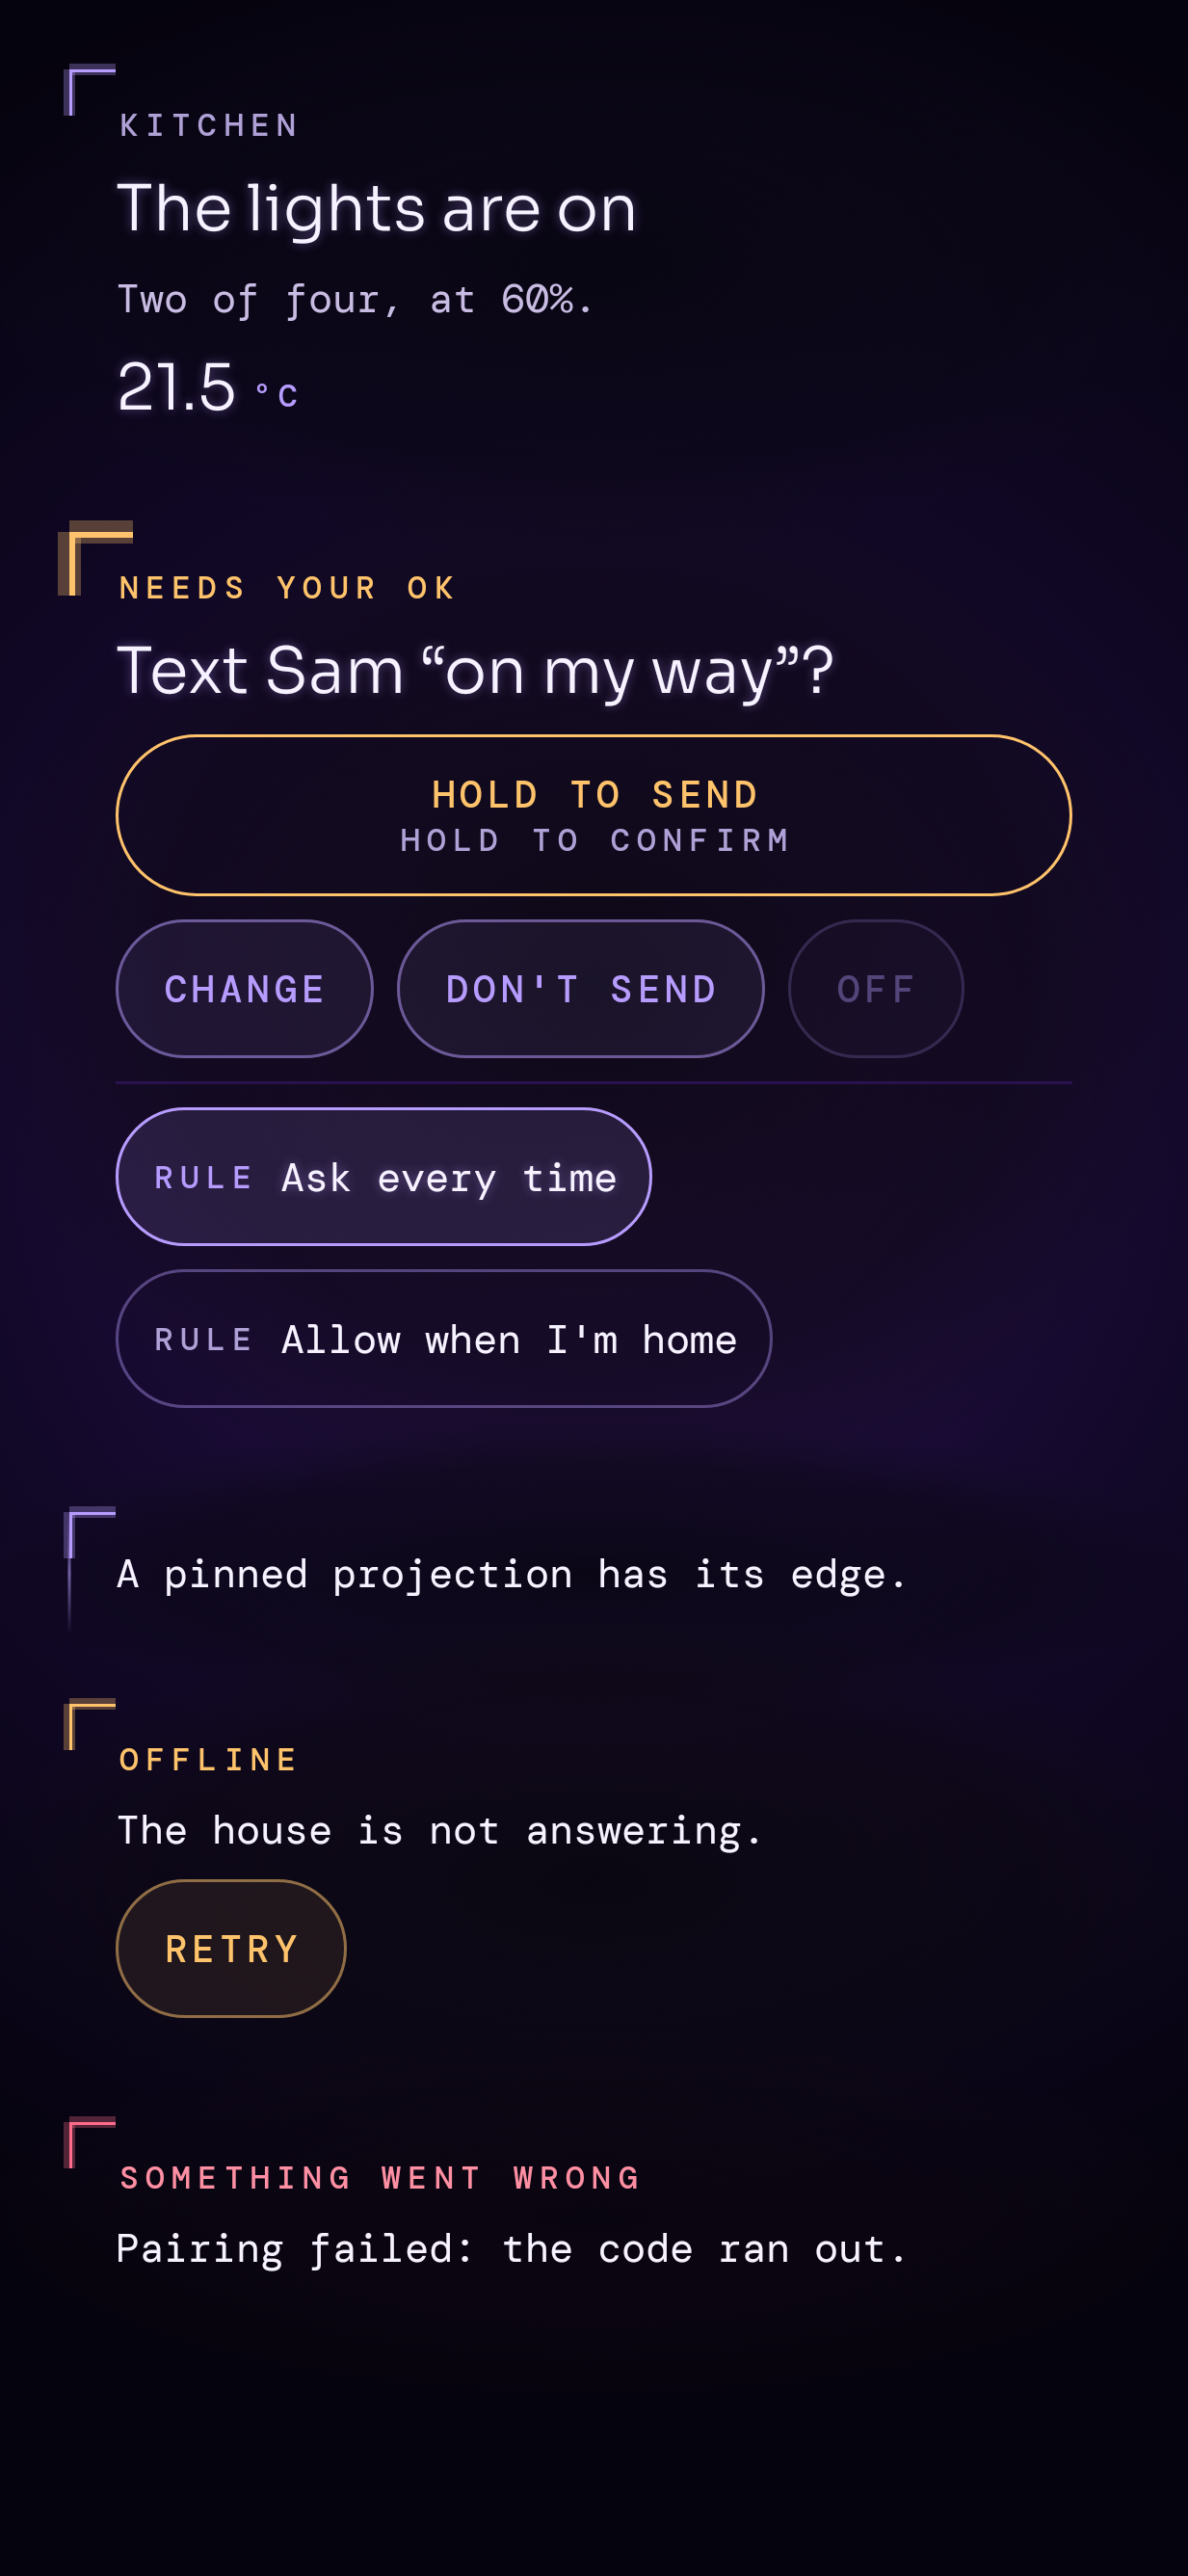 KITCHEN
The lights are on
Two of four, at 60%.
21.5 °C
NEEDS YOUR OK
Text Sam “on my way”?
HOLD TO SEND
HOLD TO CONFIRM
CHANGE DON'T SEND OFF
RULE Ask every time
RULE Allow when I'm home
A pinned projection has its edge.
OFFLINE
The house is not answering.
RETRY
SOMETHING WENT WRONG
Pairing failed: the code ran out.